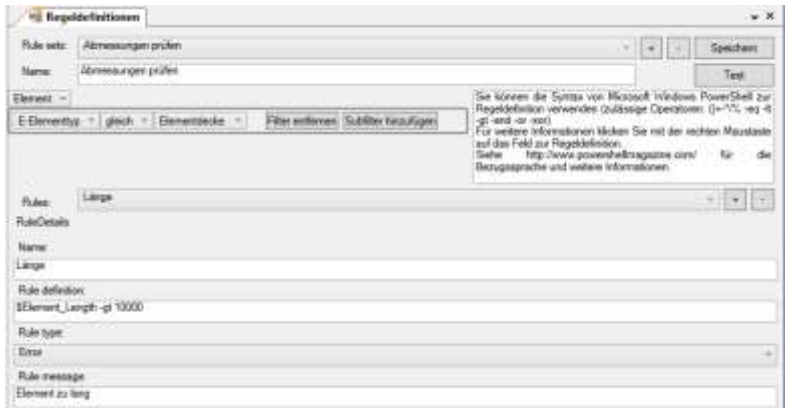 Regeldefinitionen
Rule sets: Abmessungen prüfen + - Speichern
Name: Abmessungen prüfen Test
Element
E-Elementtyp gleich Elementdecke Filter entfernen Subfilter hinzufügen
Sie können die Syntax von Microsoft Windows PowerShell zur
Regeldefinition verwenden (zulässige Operatoren: -eq -lt
-gt -and -or -xor).
Für weitere Informationen klicken Sie mit der rechten Maustaste
auf das Feld zur Regeldefinition.
Siehe http://www.powershellmagazine.com/ für die
Bezugssprache und weitere Informationen.
Rules: Länge + -
RuleDetails
Name:
Länge
Rule definition:
$Element_Length -gt 10000
Rule type:
Error
Rule message:
Element zu lang